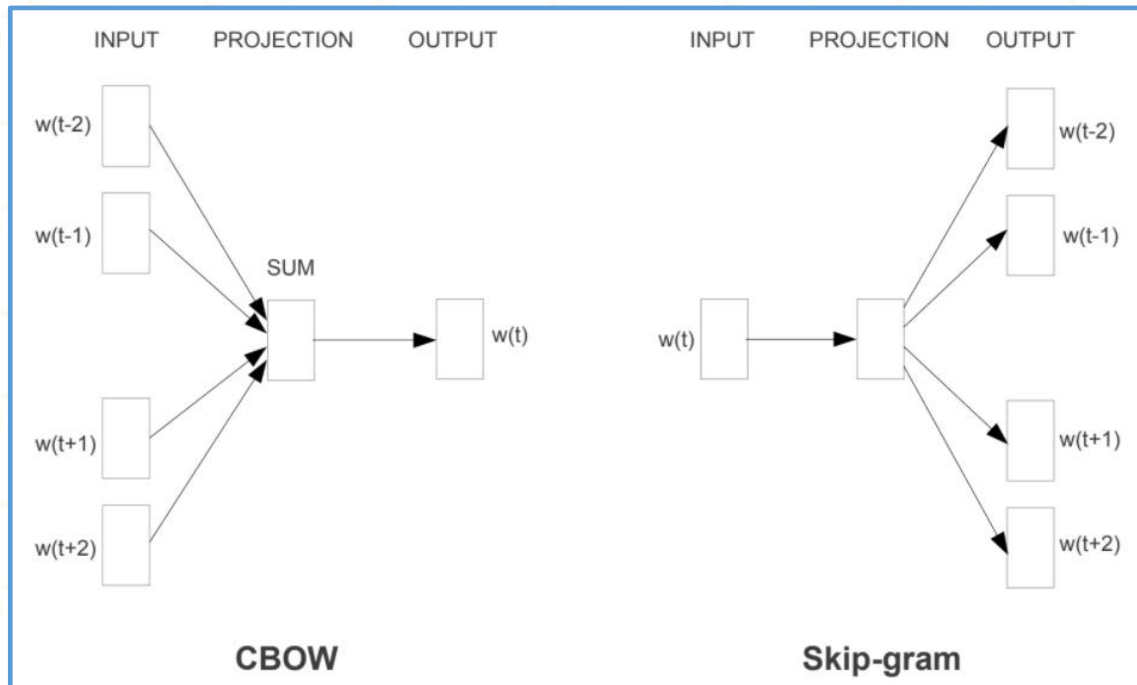 INPUT PROJECTION OUTPUT
w(t-2)
w(t-1)
SUM
w(t)
w(t+1)
w(t+2)
CBOW
INPUT PROJECTION OUTPUT
w(t-2)
w(t-1)
w(t)
w(t+1)
w(t+2)
Skip-gram